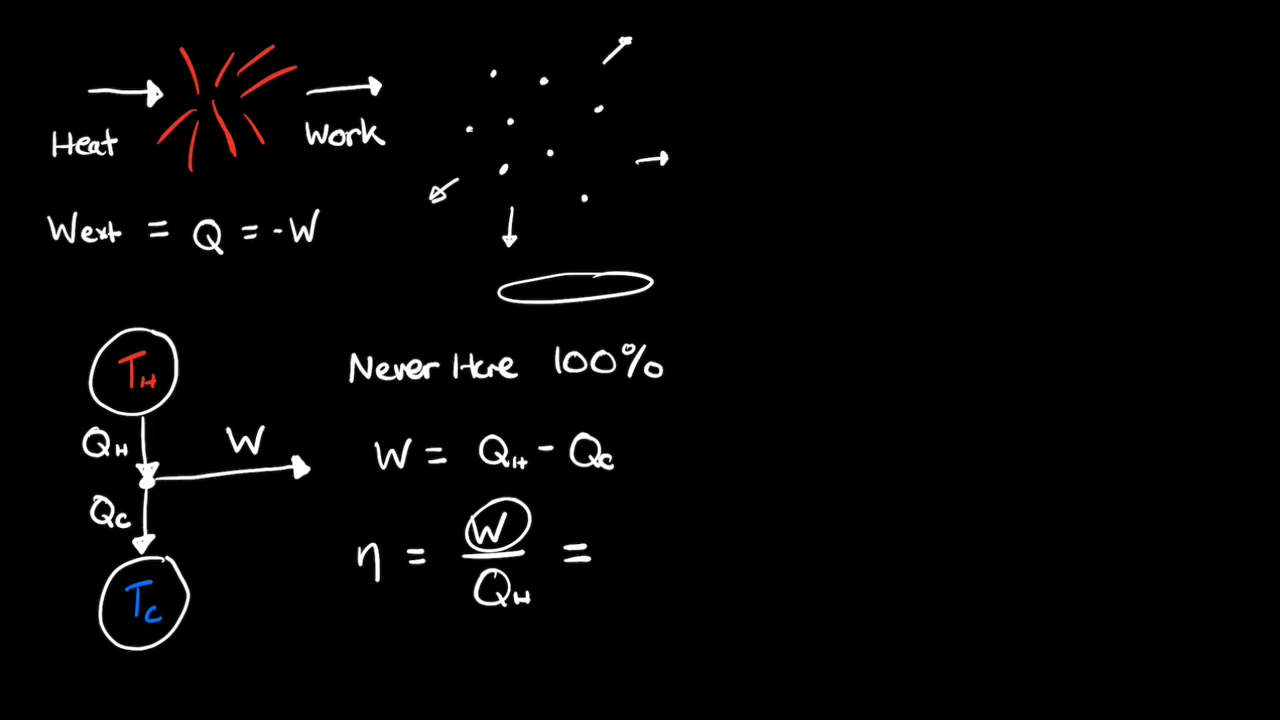 Heat
Work
Wext = Q = -W
TH
QH
W
QC
TC
Never Here 100%
W = QH - QC
η = W / QH =